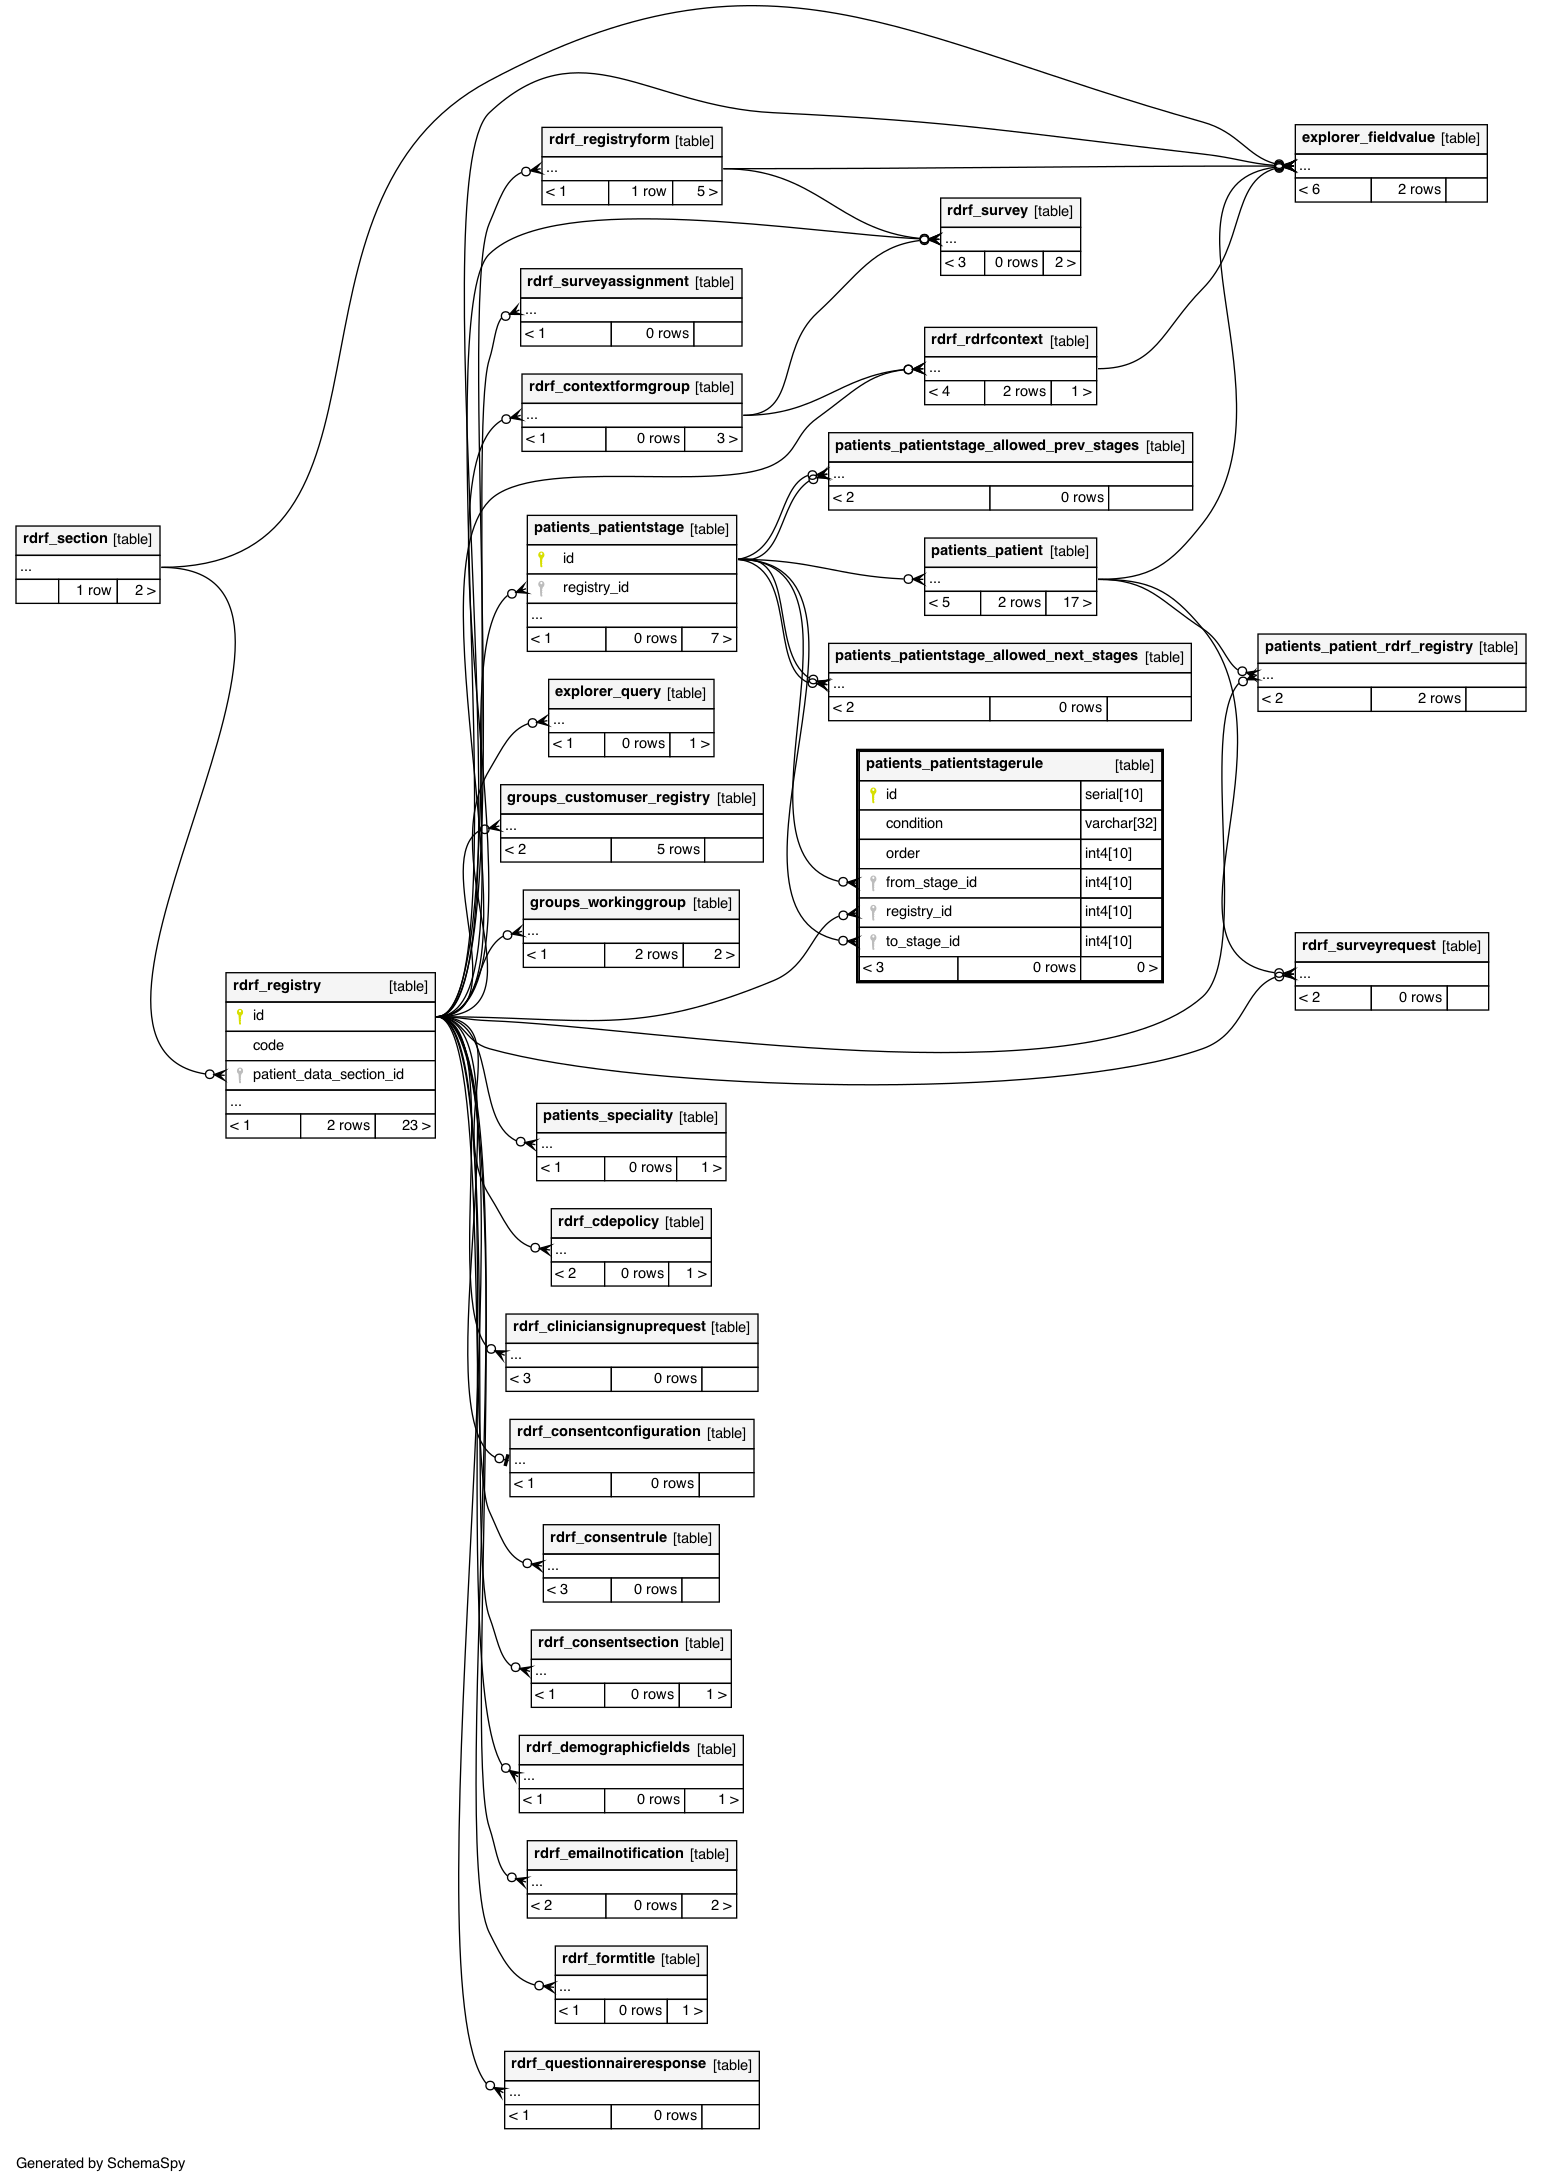 rdrf_registryform [table]
...
< 1 1 row 5 >
explorer_fieldvalue [table]
...
< 6 2 rows
rdrf_survey [table]
...
< 3 0 rows 2 >
rdrf_surveyassignment [table]
...
< 1 0 rows
rdrf_rdrfcontext [table]
...
< 4 2 rows 1 >
rdrf_contextformgroup [table]
...
< 1 0 rows 3 >
patients_patientstage_allowed_prev_stages [table]
...
< 2 0 rows
rdrf_section [table]
...
1 row 2 >
patients_patientstage [table]
id
registry_id
...
< 1 0 rows 7 >
patients_patient [table]
...
< 5 2 rows 17 >
patients_patientstage_allowed_next_stages [table]
...
< 2 0 rows
patients_patient_rdrf_registry [table]
...
< 2 2 rows
explorer_query [table]
...
< 1 0 rows 1 >
patients_patientstagerule [table]
id serial[10]
condition varchar[32]
order int4[10]
from_stage_id int4[10]
registry_id int4[10]
to_stage_id int4[10]
< 3 0 rows 0 >
groups_customuser_registry [table]
...
< 2 5 rows
groups_workinggroup [table]
...
< 1 2 rows 2 >
rdrf_surveyrequest [table]
...
< 2 0 rows
rdrf_registry [table]
id
code
patient_data_section_id
...
< 1 2 rows 23 >
patients_speciality [table]
...
< 1 0 rows 1 >
rdrf_cdepolicy [table]
...
< 2 0 rows 1 >
rdrf_cliniciansignuprequest [table]
...
< 3 0 rows
rdrf_consentconfiguration [table]
...
< 1 0 rows
rdrf_consentrule [table]
...
< 3 0 rows
rdrf_consentsection [table]
...
< 1 0 rows 1 >
rdrf_demographicfields [table]
...
< 1 0 rows 1 >
rdrf_emailnotification [table]
...
< 2 0 rows 2 >
rdrf_formtitle [table]
...
< 1 0 rows 1 >
rdrf_questionnaireresponse [table]
...
< 1 0 rows
Generated by SchemaSpy